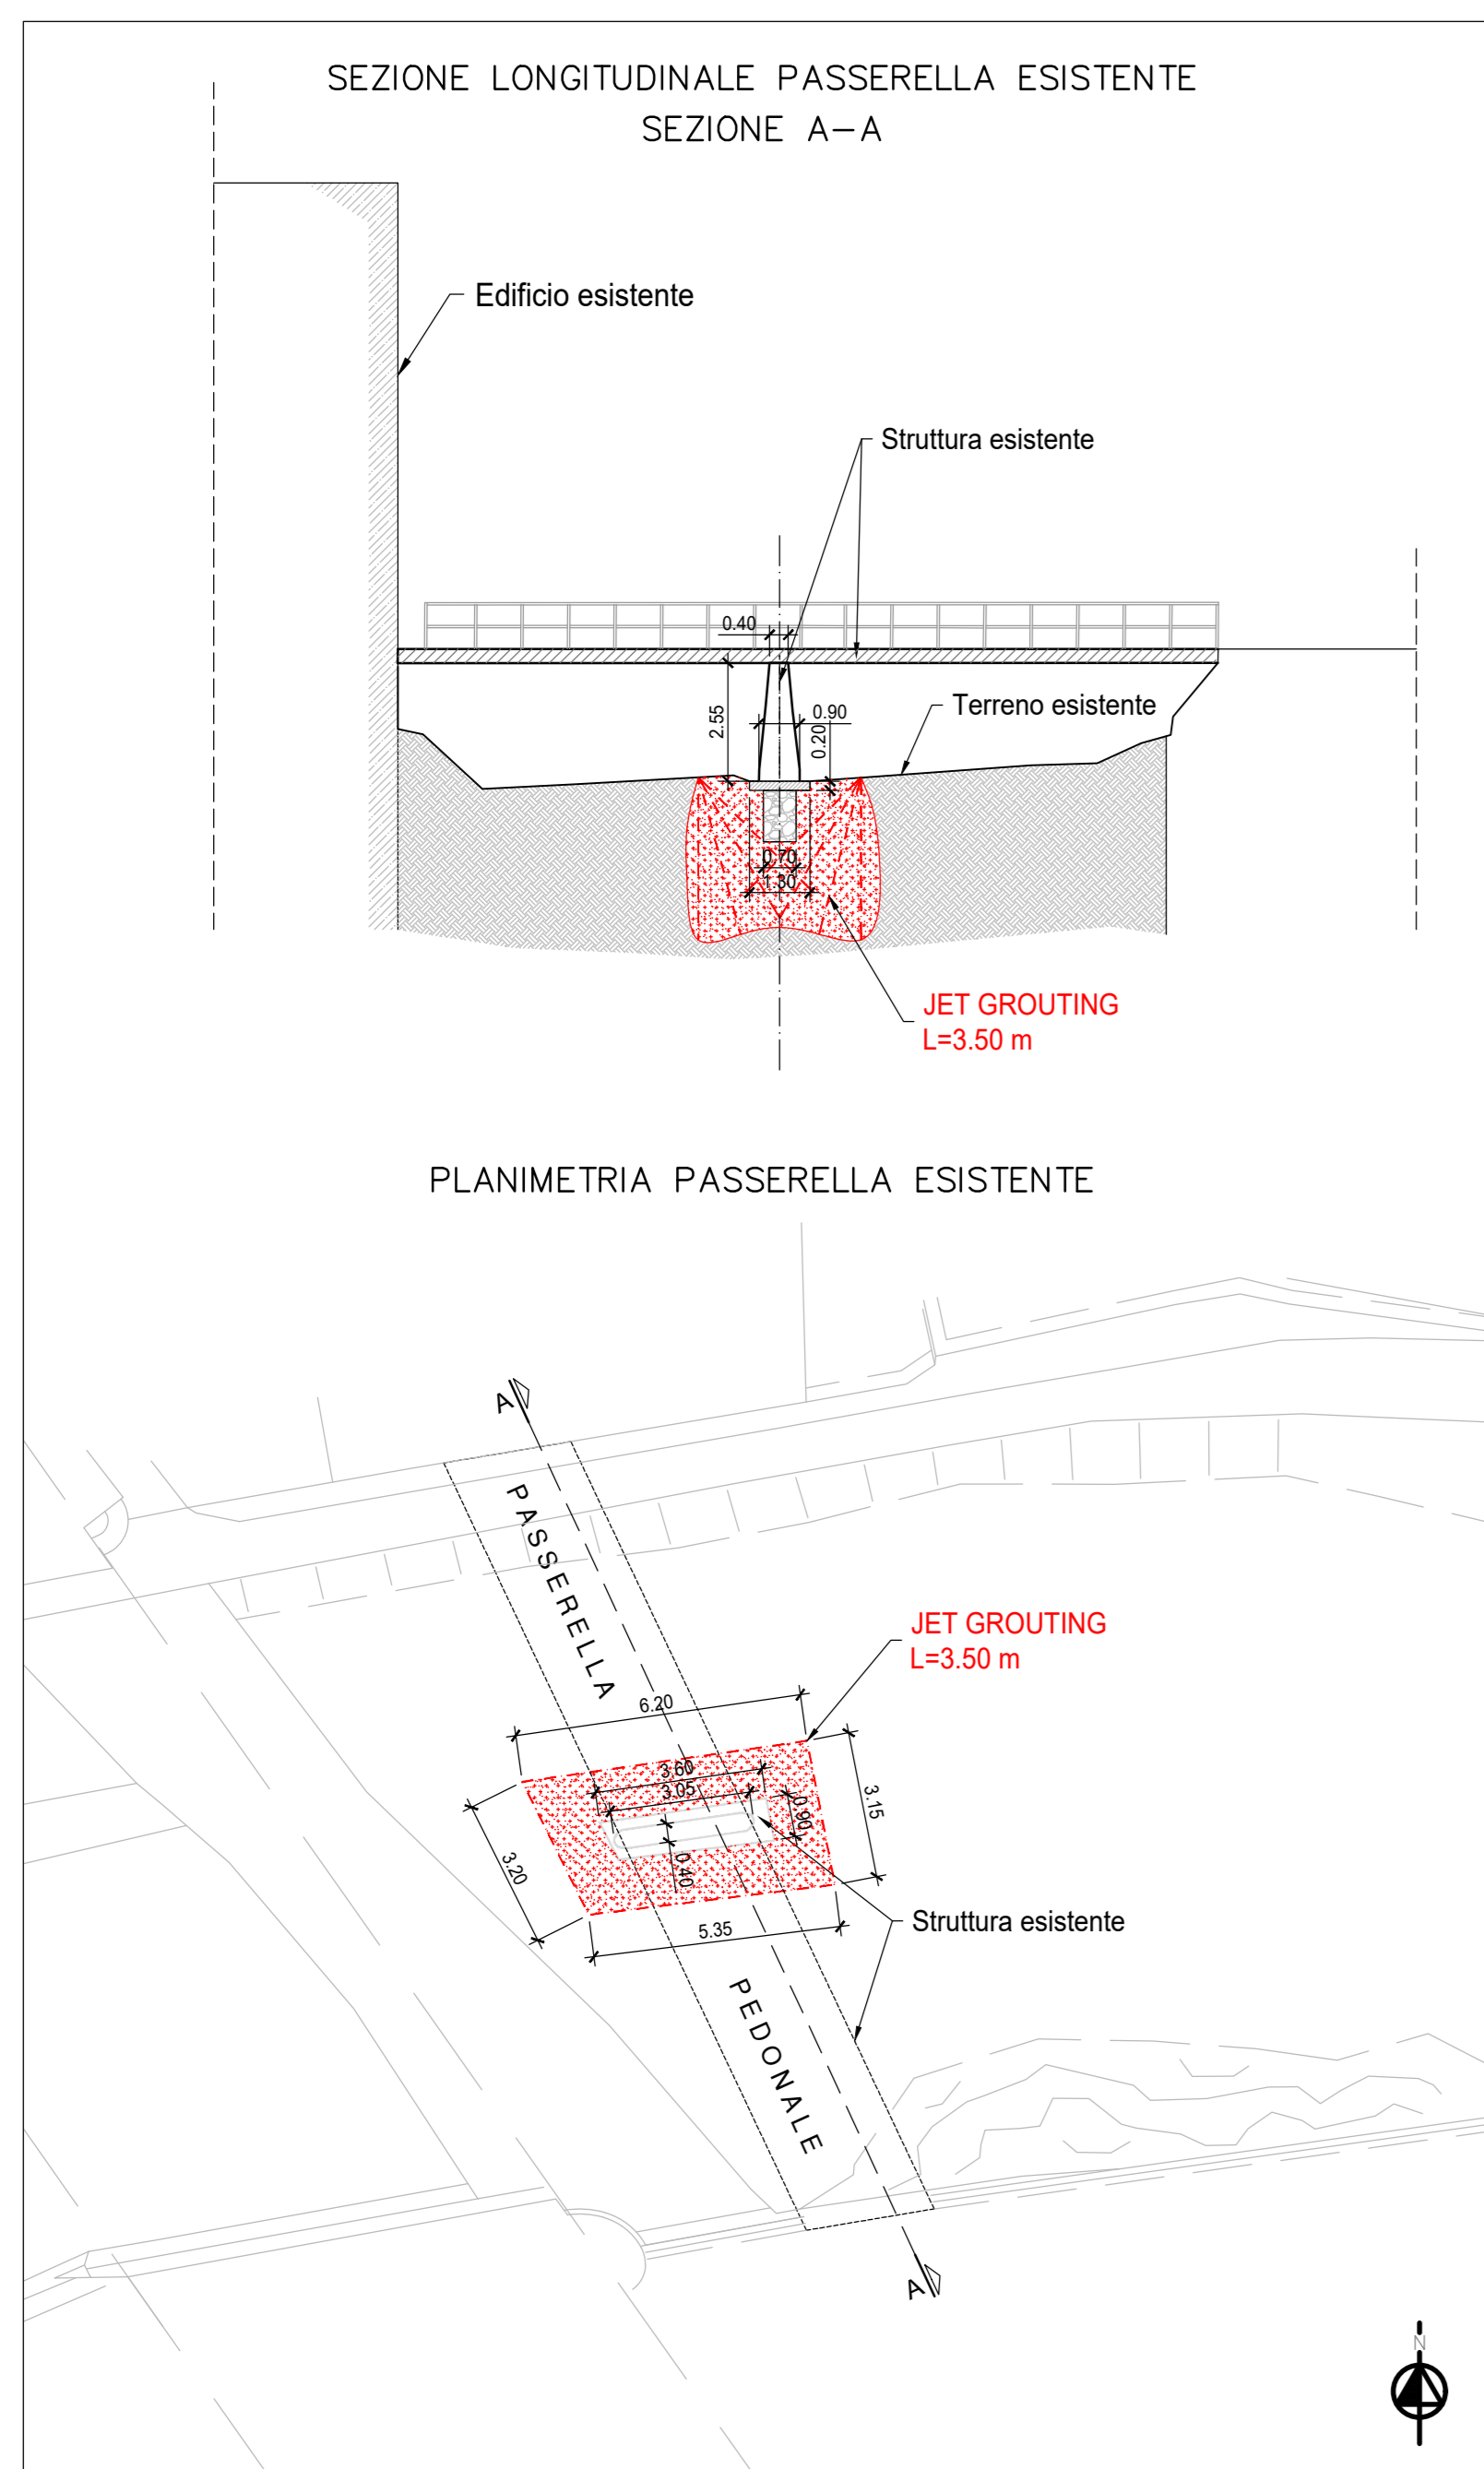 SEZIONE LONGITUDINALE PASSERELLA ESISTENTE
SEZIONE A-A
Edificio esistente
Struttura esistente
0.40
2.55
0.90
0.20
Terreno esistente
0.70
1.30
JET GROUTING
L=3.50 m
PLANIMETRIA PASSERELLA ESISTENTE
A
PASSERELLA
JET GROUTING
L=3.50 m
6.20
3.60
3.05
0.90
3.15
3.20
0.40
5.35
Struttura esistente
PEDONALE
A
N